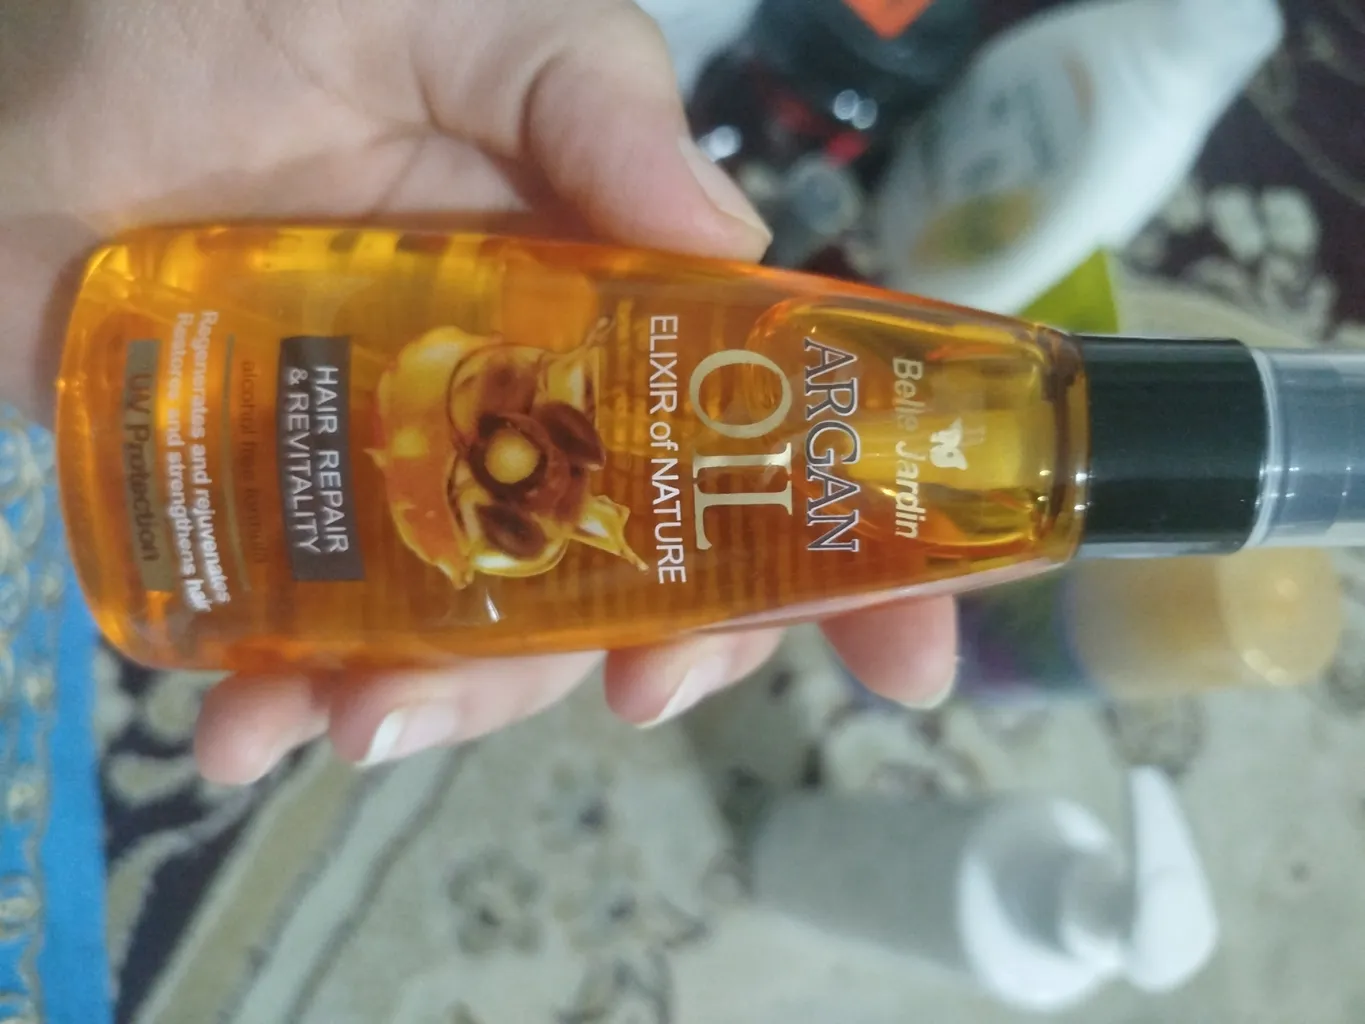 Belle Jardin
ARGAN
OIL
ELIXIR of NATURE
HAIR REPAIR
& REVITALITY
alcohol free formula
Regenerates and rejuvenates
Restores and strengthens hair
UV Protection